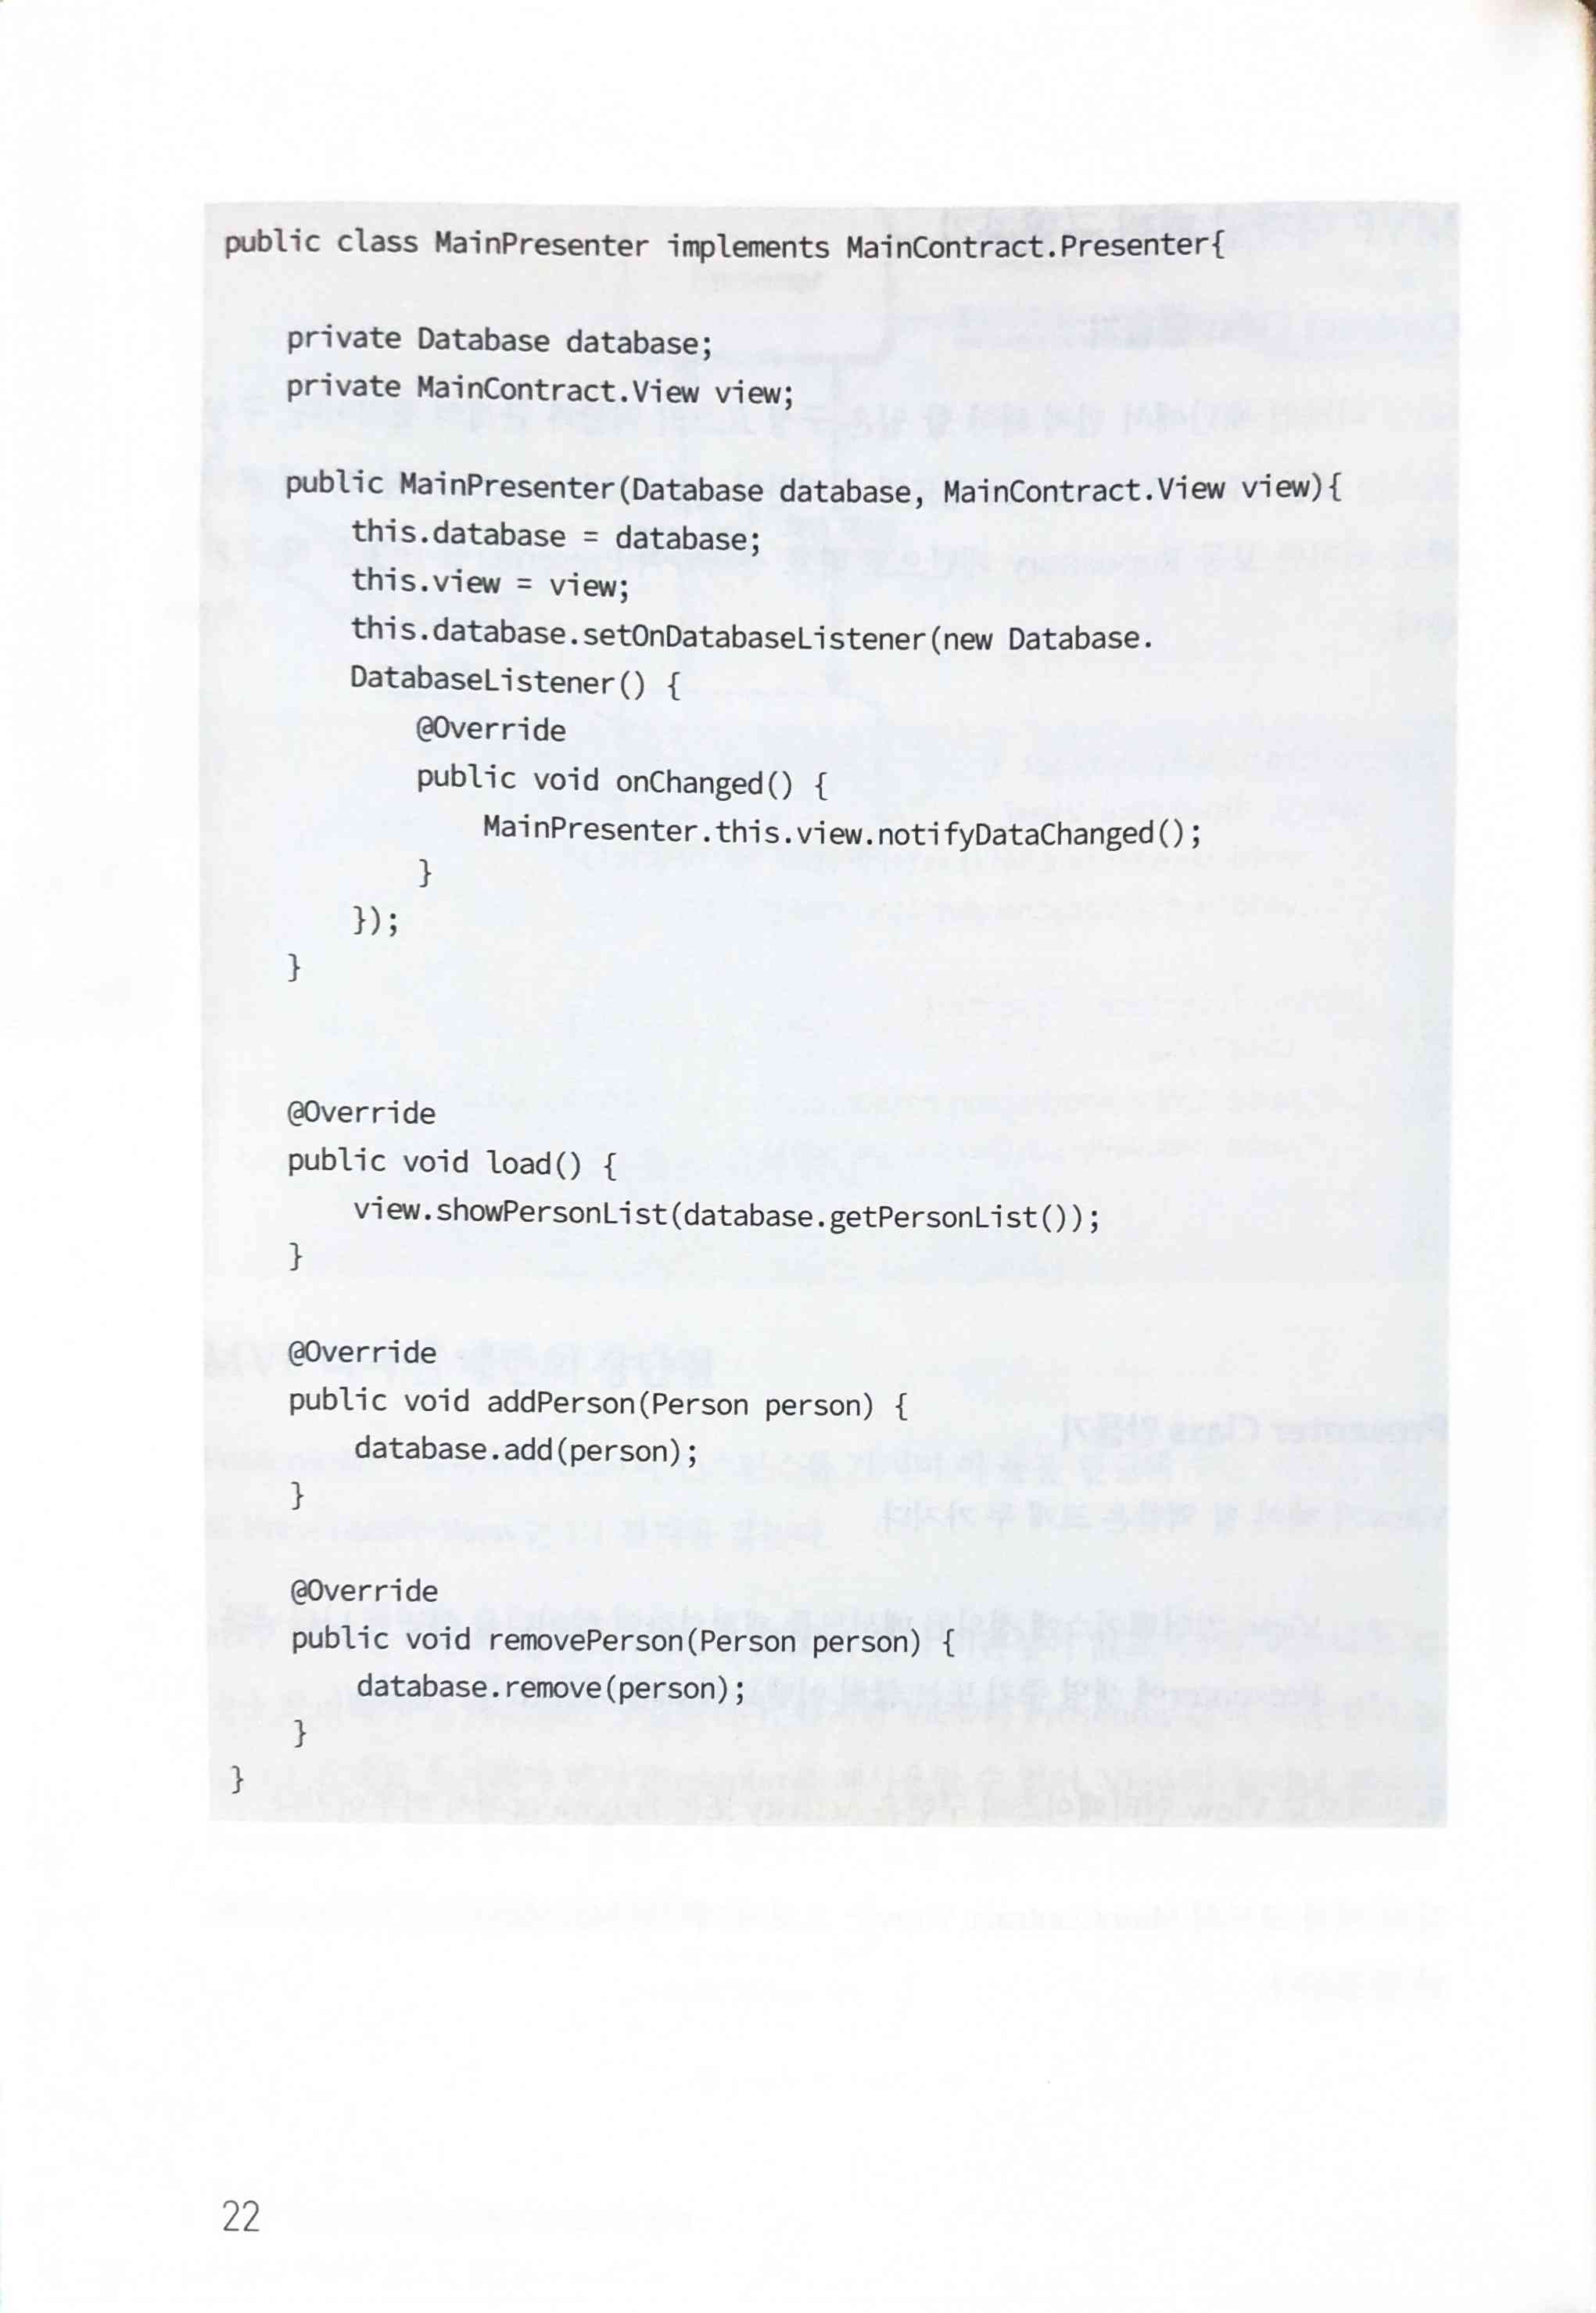 public class MainPresenter implements MainContract.Presenter{

    private Database database;
    private MainContract.View view;

    public MainPresenter(Database database, MainContract.View view){
        this.database = database;
        this.view = view;
        this.database.setOnDatabaseListener(new Database.
        DatabaseListener() {
            @Override
            public void onChanged() {
                MainPresenter.this.view.notifyDataChanged();
            }
        });
    }

    @Override
    public void load() {
        view.showPersonList(database.getPersonList());
    }

    @Override
    public void addPerson(Person person) {
        database.add(person);
    }

    @Override
    public void removePerson(Person person) {
        database.remove(person);
    }
}
22